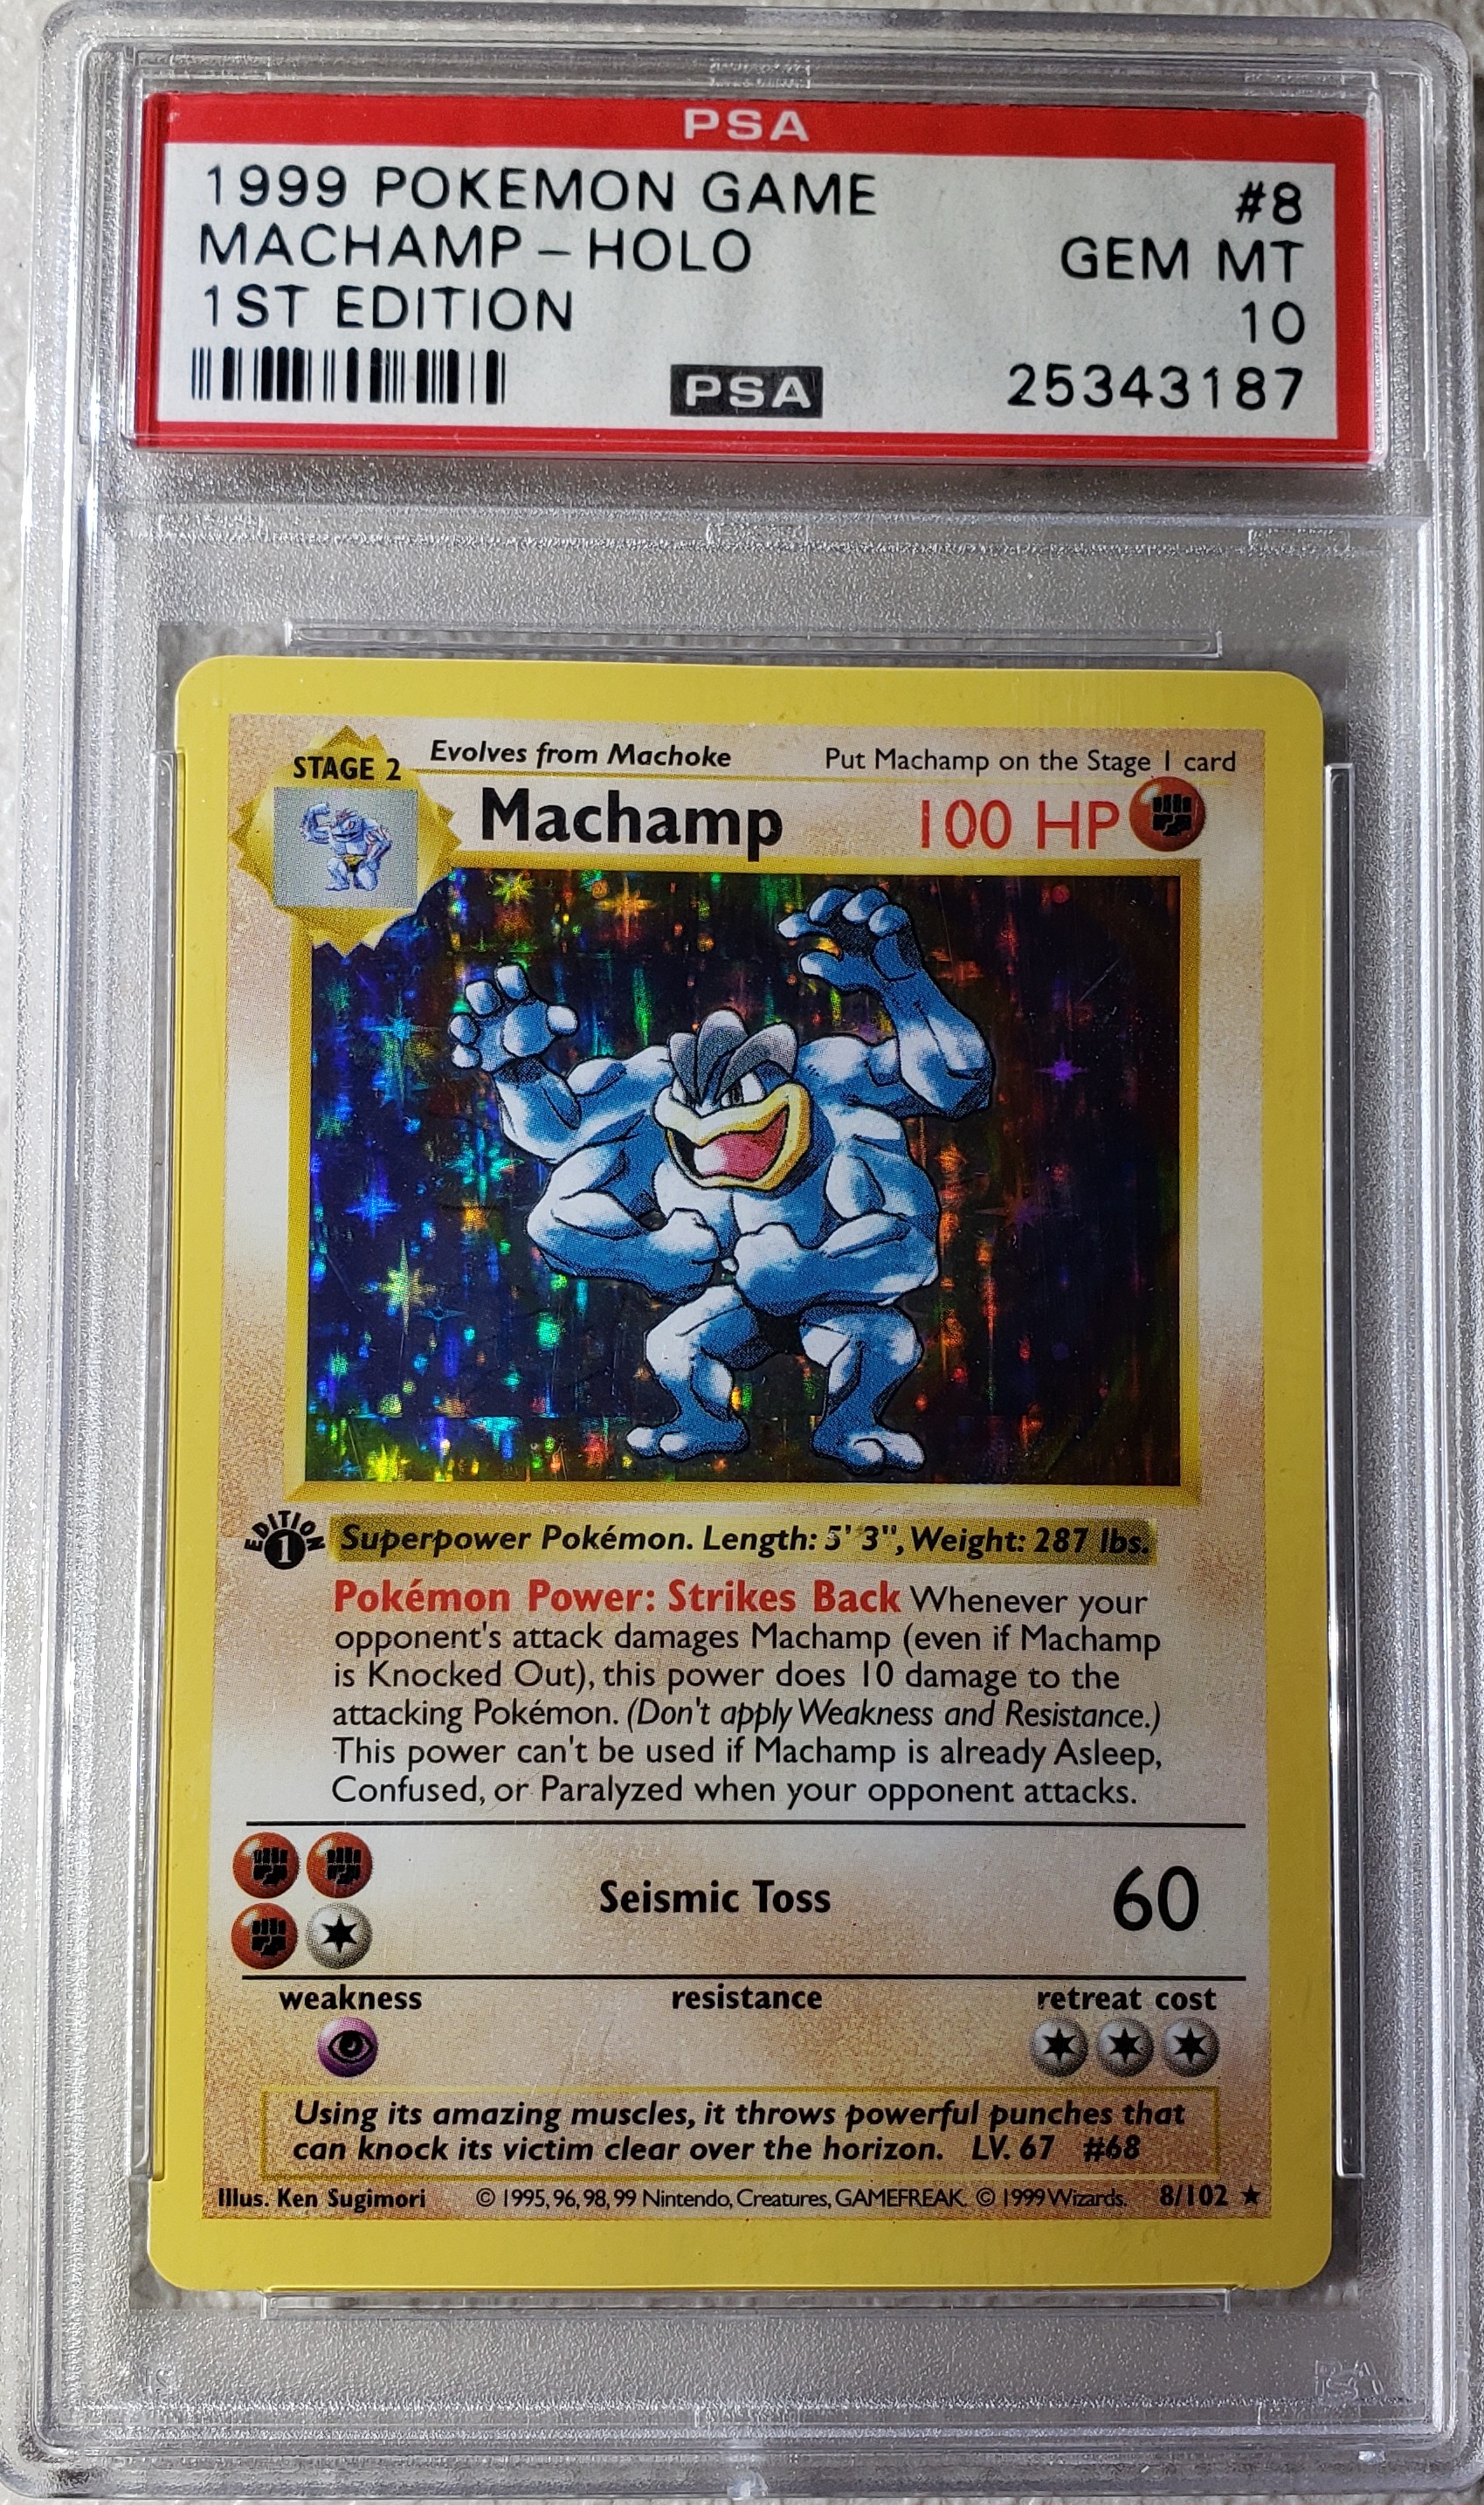 PSA
1999 POKEMON GAME #8
MACHAMP - HOLO GEM MT
1ST EDITION 10
PSA 25343187
STAGE 2 Evolves from Machoke Put Machamp on the Stage 1 card
Machamp 100 HP
EDITION 1
Superpower Pokémon. Length: 5' 3", Weight: 287 lbs.
Pokémon Power: Strikes Back Whenever your
opponent's attack damages Machamp (even if Machamp
is Knocked Out), this power does 10 damage to the
attacking Pokémon. (Don't apply Weakness and Resistance.)
This power can't be used if Machamp is already Asleep,
Confused, or Paralyzed when your opponent attacks.
Seismic Toss 60
weakness resistance retreat cost
Using its amazing muscles, it throws powerful punches that
can knock its victim clear over the horizon. LV. 67 #68
Illus. Ken Sugimori © 1995, 96, 98, 99 Nintendo, Creatures, GAMEFREAK. © 1999 Wizards. 8/102 ★
PSA